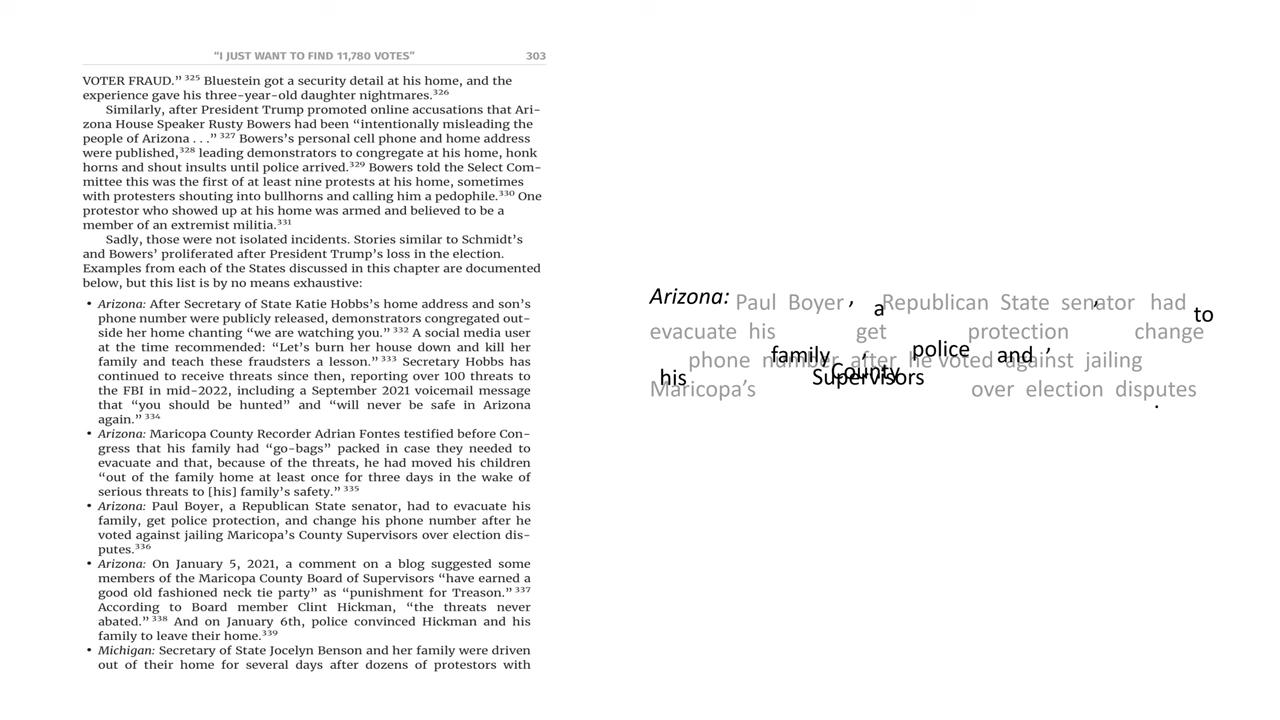 “I JUST WANT TO FIND 11,780 VOTES” 303
VOTER FRAUD.” 325 Bluestein got a security detail at his home, and the
experience gave his three-year-old daughter nightmares.326
Similarly, after President Trump promoted online accusations that Ari-
zona House Speaker Rusty Bowers had been “intentionally misleading the
people of Arizona . . .” 327 Bowers’s personal cell phone and home address
were published,328 leading demonstrators to congregate at his home, honk
horns and shout insults until police arrived.329 Bowers told the Select Com-
mittee this was the first of at least nine protests at his home, sometimes
with protesters shouting into bullhorns and calling him a pedophile.330 One
protestor who showed up at his home was armed and believed to be a
member of an extremist militia.331
Sadly, those were not isolated incidents. Stories similar to Schmidt’s
and Bowers’ proliferated after President Trump’s loss in the election.
Examples from each of the States discussed in this chapter are documented
below, but this list is by no means exhaustive:
• Arizona: After Secretary of State Katie Hobbs’s home address and son’s
phone number were publicly released, demonstrators congregated out-
side her home chanting “we are watching you.” 332 A social media user
at the time recommended: “Let’s burn her house down and kill her
family and teach these fraudsters a lesson.” 333 Secretary Hobbs has
continued to receive threats since then, reporting over 100 threats to
the FBI in mid-2022, including a September 2021 voicemail message
that “you should be hunted” and “will never be safe in Arizona
again.” 334
• Arizona: Maricopa County Recorder Adrian Fontes testified before Con-
gress that his family had “go-bags” packed in case they needed to
evacuate and that, because of the threats, he had moved his children
“out of the family home at least once for three days in the wake of
serious threats to [his] family’s safety.” 335
• Arizona: Paul Boyer, a Republican State senator, had to evacuate his
family, get police protection, and change his phone number after he
voted against jailing Maricopa’s County Supervisors over election dis-
putes.336
• Arizona: On January 5, 2021, a comment on a blog suggested some
members of the Maricopa County Board of Supervisors “have earned a
good old fashioned neck tie party” as “punishment for Treason.” 337
According to Board member Clint Hickman, “the threats never
abated.” 338 And on January 6th, police convinced Hickman and his
family to leave their home.339
• Michigan: Secretary of State Jocelyn Benson and her family were driven
out of their home for several days after dozens of protestors with
Arizona: Paul Boyer , a Republican State senator , had to
evacuate his family , get police protection , and change
his phone number after he voted against jailing
Maricopa’s County Supervisors over election disputes .